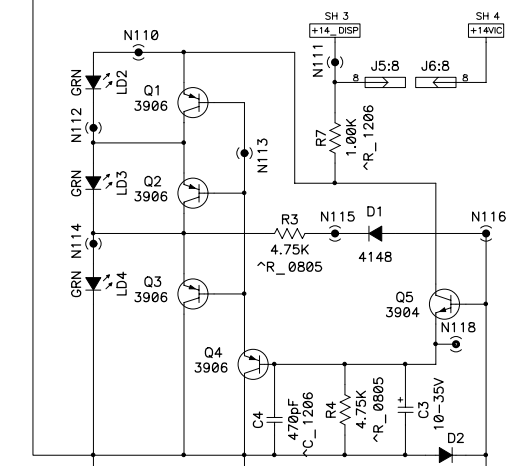 SH 3
+14_DISP
SH 4
+14VIC
N110
N111
J5:8
J6:8
8
8
GRN
LD2
Q1
3906
N112
N113
R7
1.00K
^R_1206
GRN
LD3
Q2
3906
R3
4.75K
^R_0805
N115
D1
4148
N116
N114
GRN
LD4
Q3
3906
Q5
3904
N118
Q4
3906
C4
470pF
^C_1206
R4
4.75K
^R_0805
+
C3
10-35V
D2